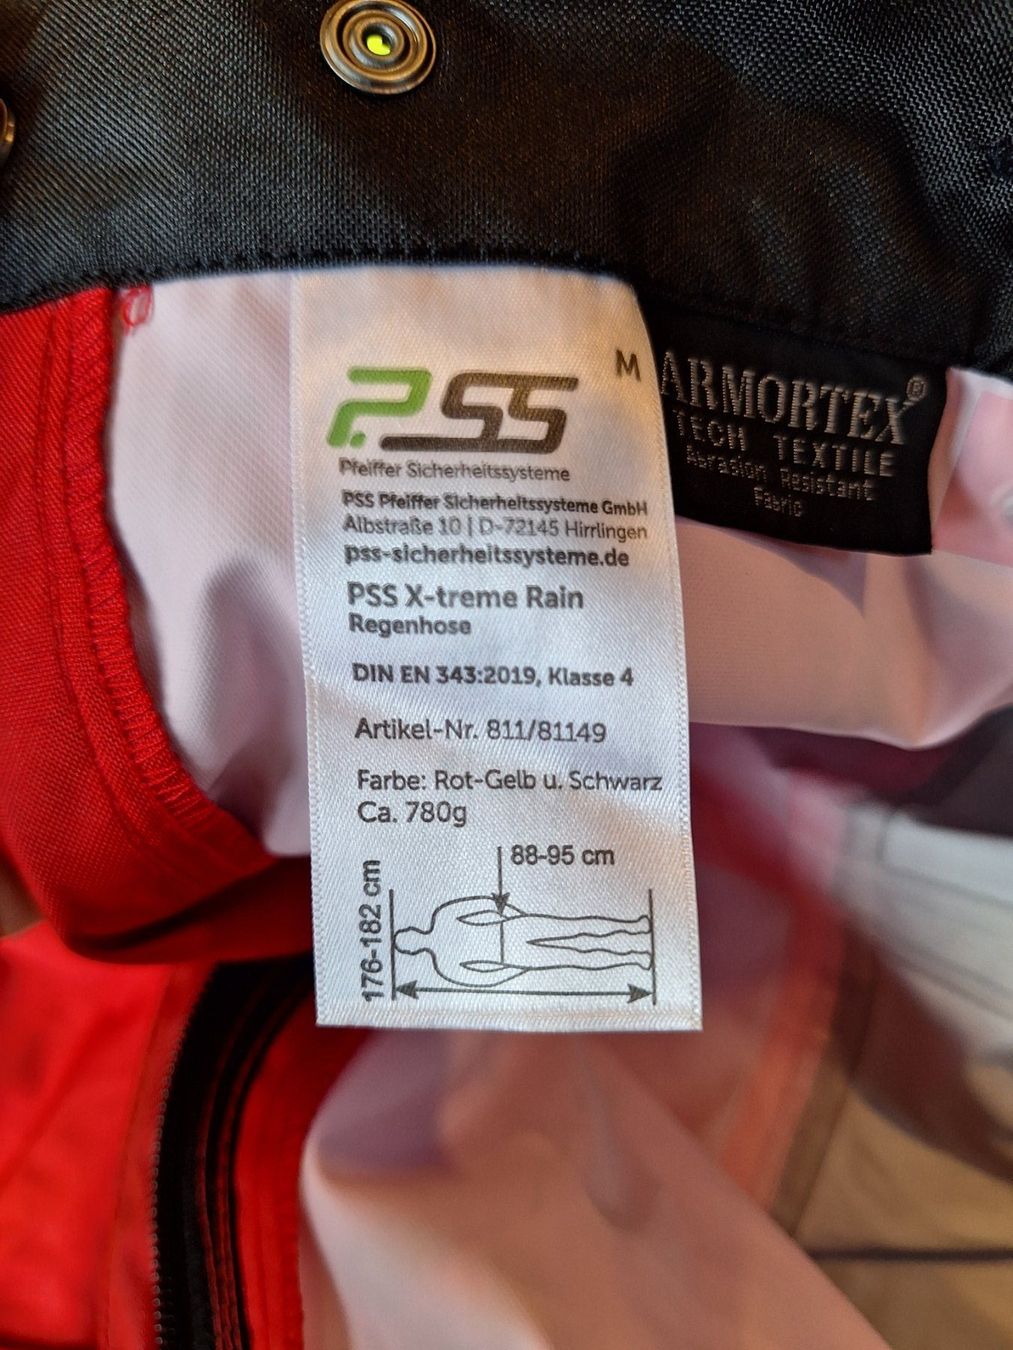 M
PSS
Pfeiffer Sicherheitssysteme
PSS Pfeiffer Sicherheitssysteme GmbH
Albstraße 10 | D-72145 Hirrlingen
pss-sicherheitssysteme.de
PSS X-treme Rain
Regenhose
DIN EN 343:2019, Klasse 4
Artikel-Nr. 811/81149
Farbe: Rot-Gelb u. Schwarz
Ca. 780g
88-95 cm
176-182 cm
ARMORTEX®
TECH TEXTILE
Abrasion Resistant
Fabric